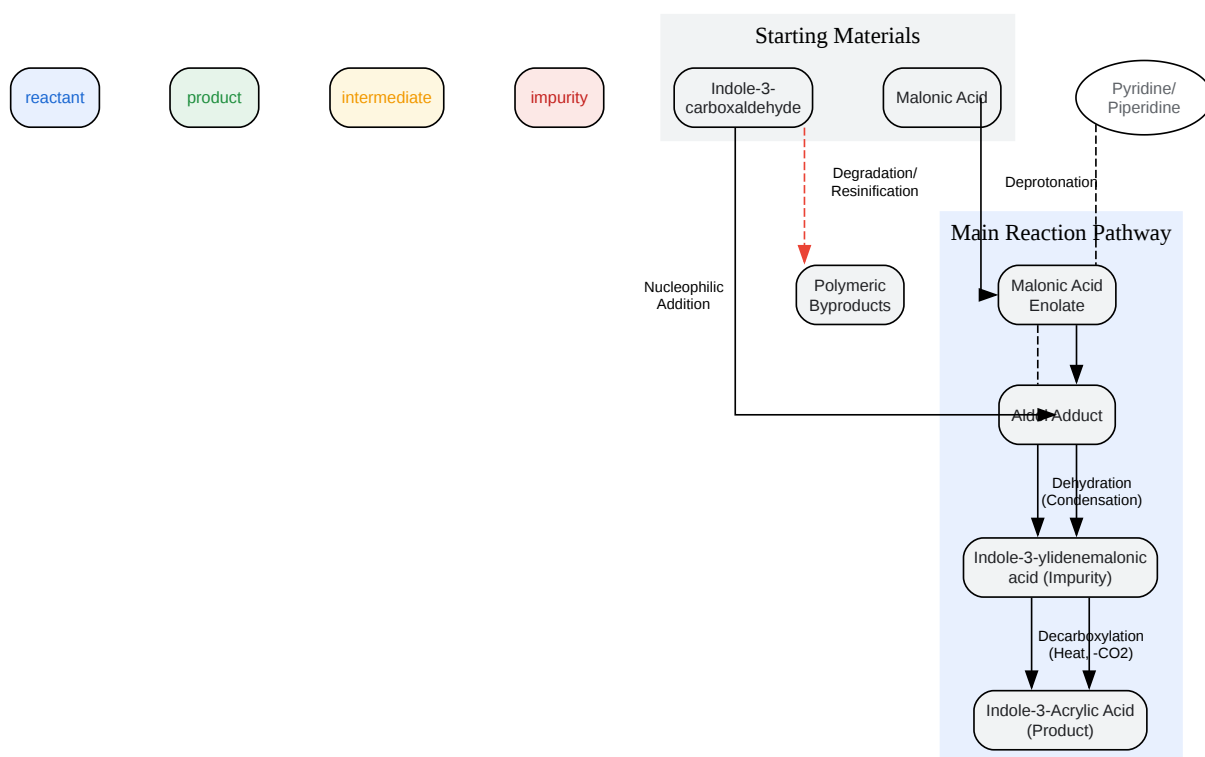 Starting Materials
reactant
product
intermediate
impurity
Indole-3-
carboxaldehyde
Malonic Acid
Pyridine/
Piperidine
Degradation/
Resinification
Deprotonation
Main Reaction Pathway
Nucleophilic
Addition
Polymeric
Byproducts
Malonic Acid
Enolate
Aldol Adduct
Dehydration
(Condensation)
Indole-3-ylidenemalonic
acid (Impurity)
Decarboxylation
(Heat, -CO2)
Indole-3-Acrylic Acid
(Product)